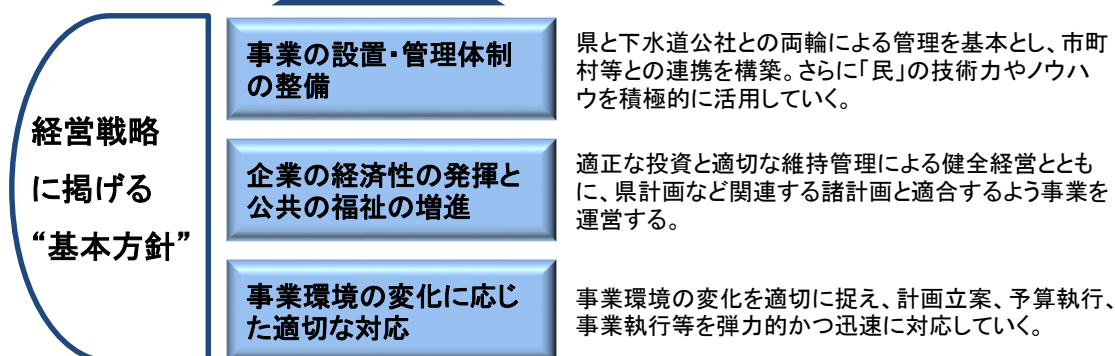 経営戦略
に掲げる
“基本方針”
事業の設置・管理体制
の整備
県と下水道公社との両輪による管理を基本とし、市町
村等との連携を構築。さらに「民」の技術力やノウハ
ウを積極的に活用していく。
企業の経済性の発揮と
公共の福祉の増進
適正な投資と適切な維持管理による健全経営ととも
に、県計画など関連する諸計画と適合するよう事業を
運営する。
事業環境の変化に応じ
た適切な対応
事業環境の変化を適切に捉え、計画立案、予算執行、
事業執行等を弾力的かつ迅速に対応していく。